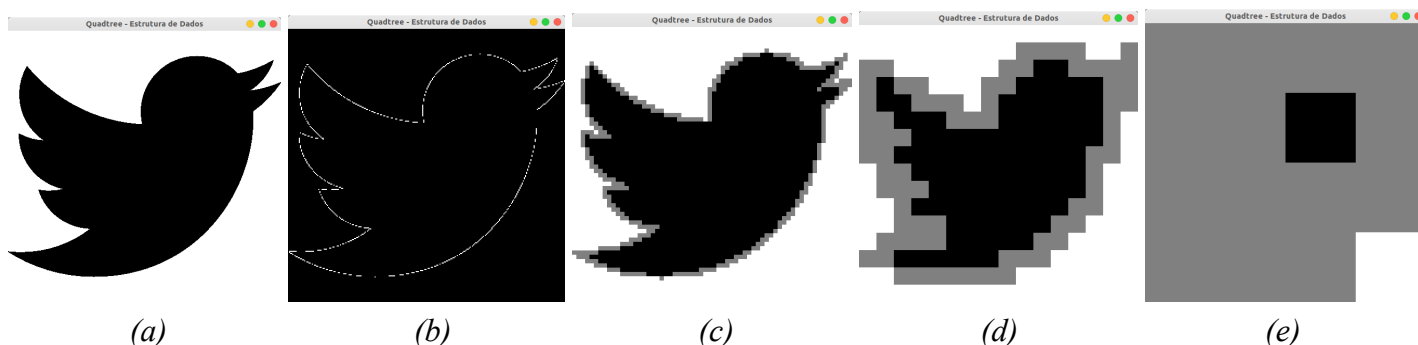 Quadtree - Estrutura de Dados
Quadtree - Estrutura de Dados
Quadtree - Estrutura de Dados
Quadtree - Estrutura de Dados
Quadtree - Estrutura de Dados
(a)
(b)
(c)
(d)
(e)